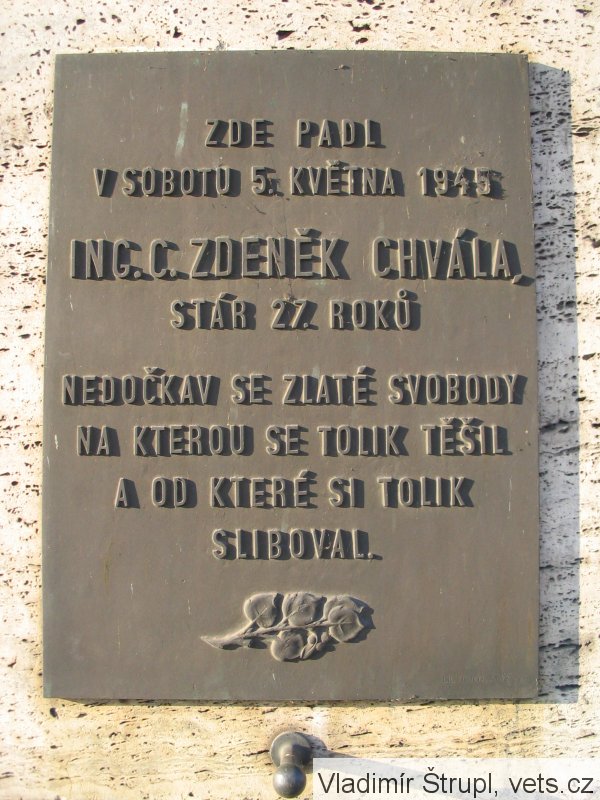 ZDE PADL
V SOBOTU 5. KVĚTNA 1945
ING. C. ZDENĚK CHVÁLA,
STÁR 27. ROKŮ
NEDOČKAV SE ZLATÉ SVOBODY
NA KTEROU SE TOLIK TĚŠIL
A OD KTERÉ SI TOLIK
SLIBOVAL.
Vladimír Štrupl, vets.cz